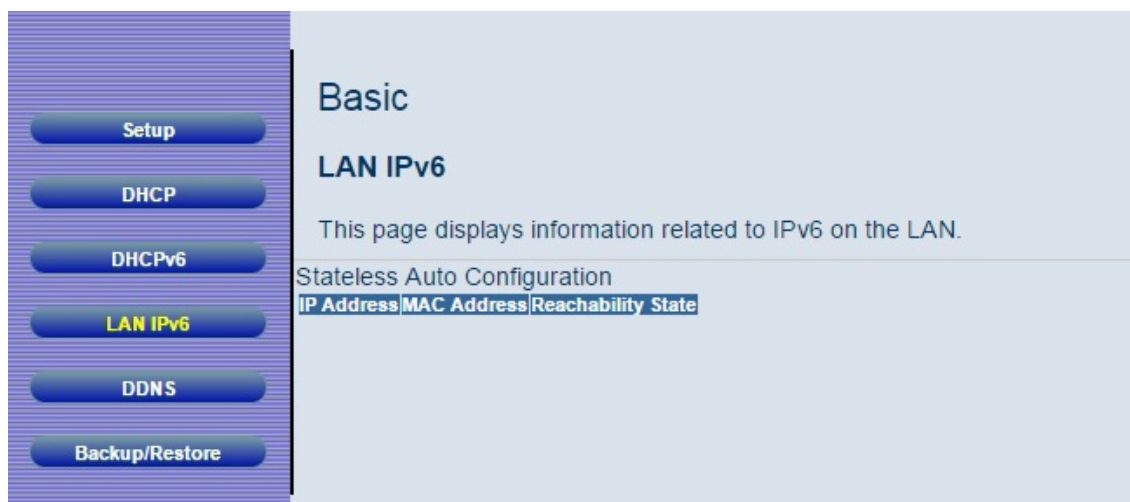 Setup
DHCP
DHCPv6
LAN IPv6
DDNS
Backup/Restore
Basic
LAN IPv6
This page displays information related to IPv6 on the LAN.
Stateless Auto Configuration
IP Address MAC Address Reachability State